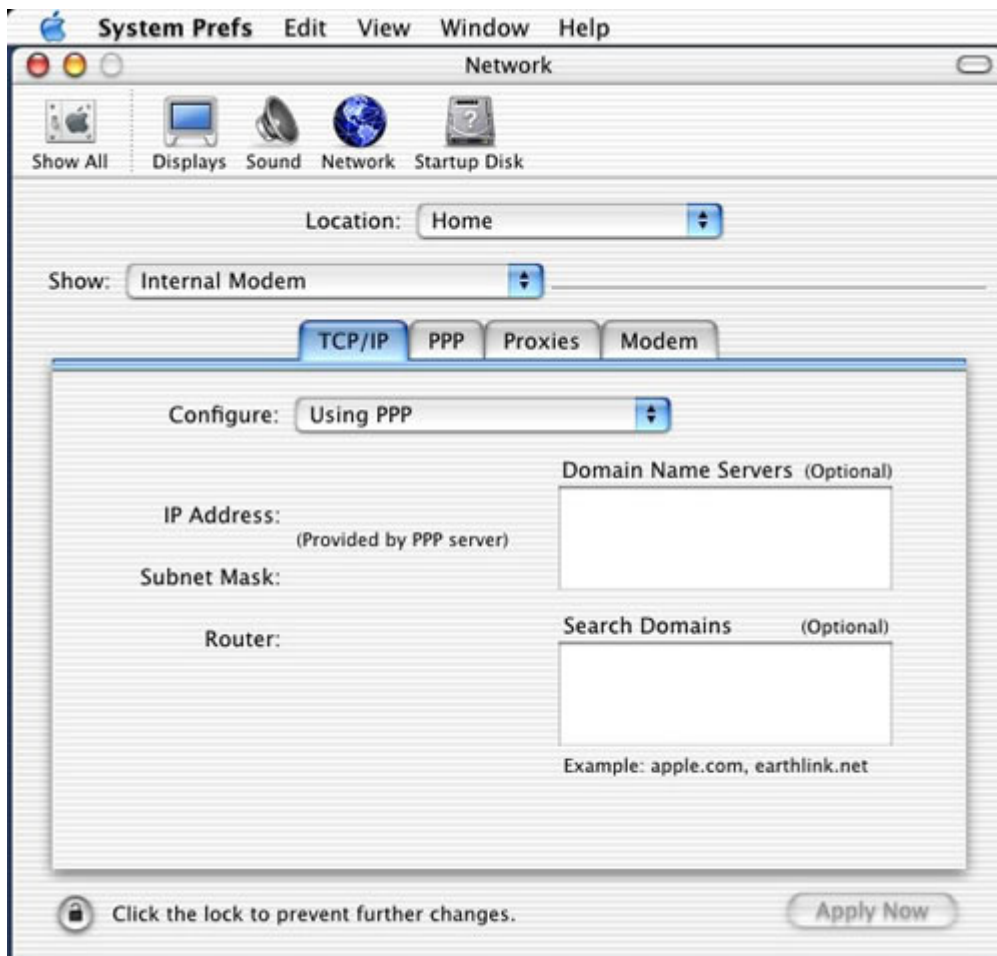 System Prefs Edit View Window Help
Network
Show All Displays Sound Network Startup Disk
Location: Home
Show: Internal Modem
TCP/IP PPP Proxies Modem
Configure: Using PPP
Domain Name Servers (Optional)
IP Address:
(Provided by PPP server)
Subnet Mask:
Search Domains (Optional)
Router:
Example: apple.com, earthlink.net
Click the lock to prevent further changes. Apply Now